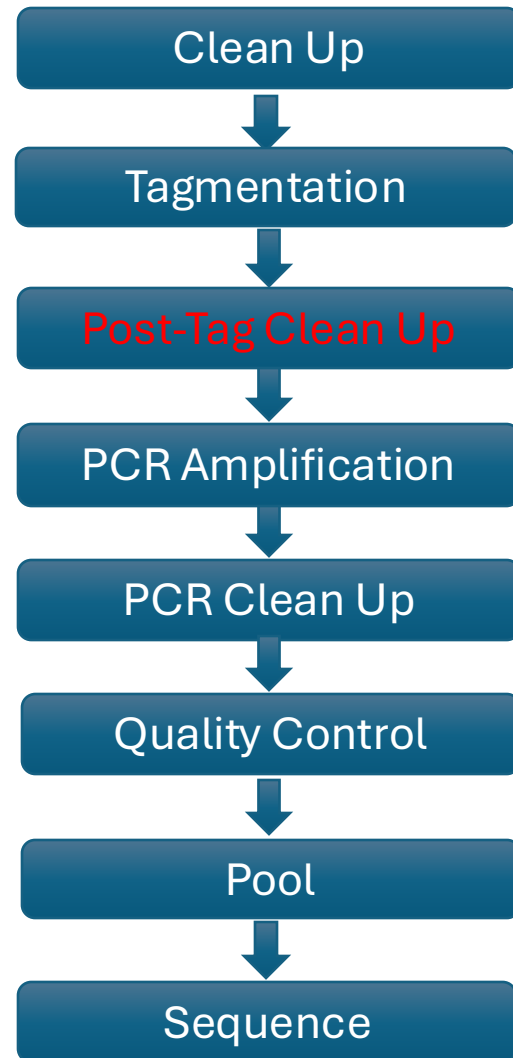 Clean Up
Tagmentation
Post-Tag Clean Up
PCR Amplification
PCR Clean Up
Quality Control
Pool
Sequence